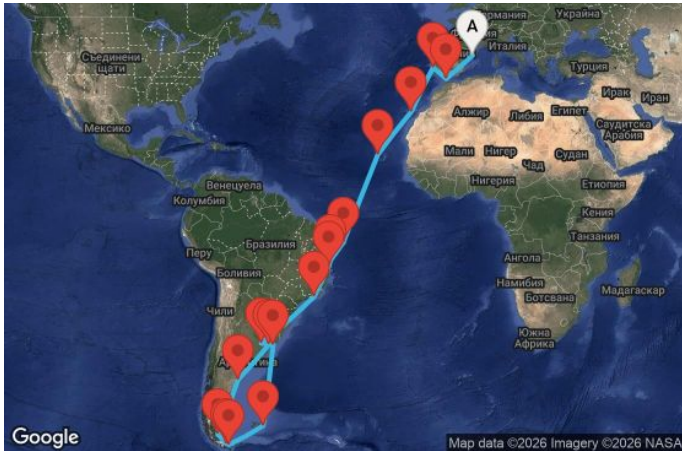 A
ермания
Украйна
Италия
Турция
Съединени
щати
Мексико
Ирак
Иран
Алжир
Либия
Египет
Саудитска
Арабия
Мали
Нигер
Чад
Судан
Нигерия
Етиопия
Венецуела
Колумбия
Кения
Танзания
Перу
Бразилия
Боливия
Ангола
Намибия
Ботсвана
Мадагаскар
Чили
Южна
Африка
Google
Map data ©2026 Imagery ©2026 NASA